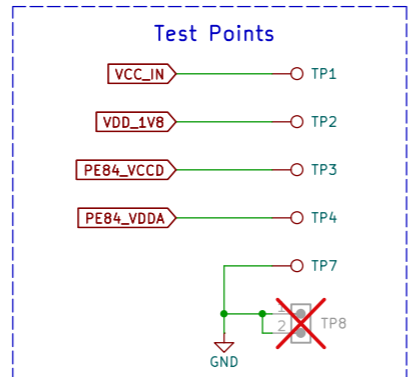 Test Points
VCC_IN TP1
VDD_1V8 TP2
PE84_VCCD TP3
PE84_VDDA TP4
TP7
1
2 TP8
GND